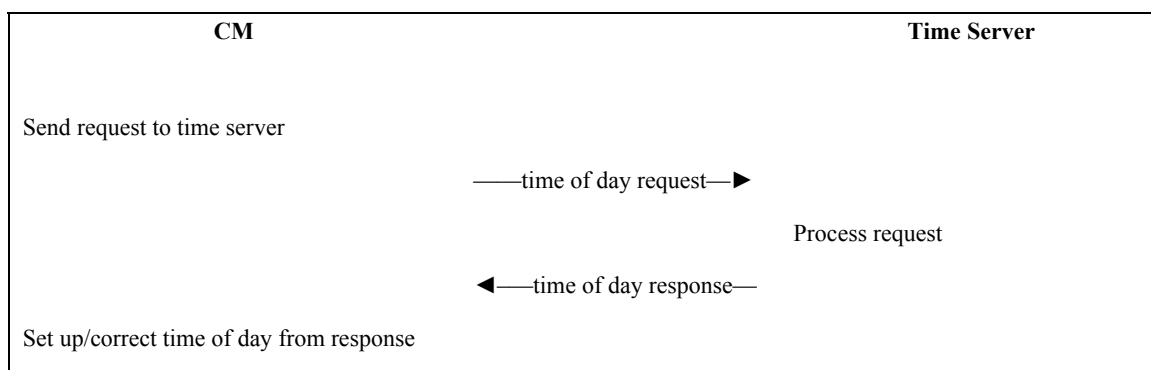 CM Time Server
Send request to time server
——time of day request—►
Process request
◄——time of day response—
Set up/correct time of day from response